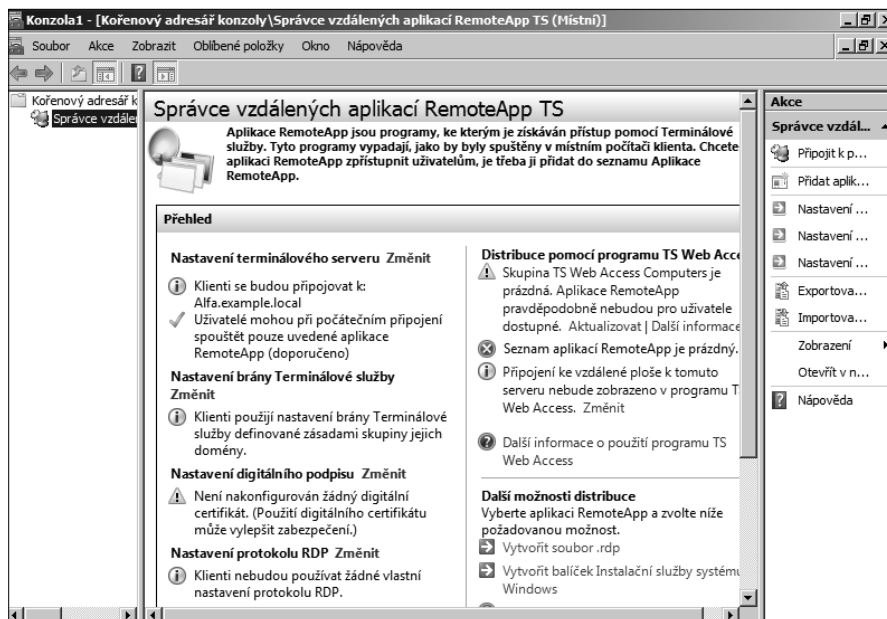 Konzola1 - [Kořenový adresář konzoly\Správce vzdálených aplikací RemoteApp TS (Místní)]
Soubor Akce Zobrazit Oblíbené položky Okno Nápověda
Kořenový adresář k
Správce vzdáler
Správce vzdálených aplikací RemoteApp TS
Aplikace RemoteApp jsou programy, ke kterým je získáván přístup pomocí Terminálové
služby. Tyto programy vypadají, jako by byly spuštěny v místním počítači klienta. Chcete
aplikaci RemoteApp zpřístupnit uživatelům, je třeba ji přidat do seznamu Aplikace
RemoteApp.
Přehled
Nastavení terminálového serveru Změnit
Klienti se budou připojovat k:
Alfa.example.local
Uživatelé mohou při počátečním připojení
spouštět pouze uvedené aplikace
RemoteApp (doporučeno)
Nastavení brány Terminálové služby
Změnit
Klienti použijí nastavení brány Terminálové
služby definované zásadami skupiny jejich
domény.
Nastavení digitálního podpisu Změnit
Není nakonfigurován žádný digitální
certifikát. (Použití digitálního certifikátu
může vylepšit zabezpečení.)
Nastavení protokolu RDP Změnit
Klienti nebudou používat žádné vlastní
nastavení protokolu RDP.
Distribuce pomocí programu TS Web Acce
Skupina TS Web Access Computers je
prázdná. Aplikace RemoteApp
pravděpodobně nebudou pro uživatele
dostupné. Aktualizovat | Další informace
Seznam aplikací RemoteApp je prázdný.
Připojení ke vzdálené ploše k tomuto
serveru nebude zobrazeno v programu T
Web Access. Změnit
Další informace o použití programu TS
Web Access
Další možnosti distribuce
Vyberte aplikaci RemoteApp a zvolte níže
požadovanou možnost.
Vytvořit soubor .rdp
Vytvořit balíček Instalační služby systému
Windows
Akce
Správce vzdál...
Připojit k p...
Přidat aplik...
Nastavení ...
Nastavení ...
Nastavení ...
Exportova...
Importova...
Zobrazení
Otevřít v n...
Nápověda